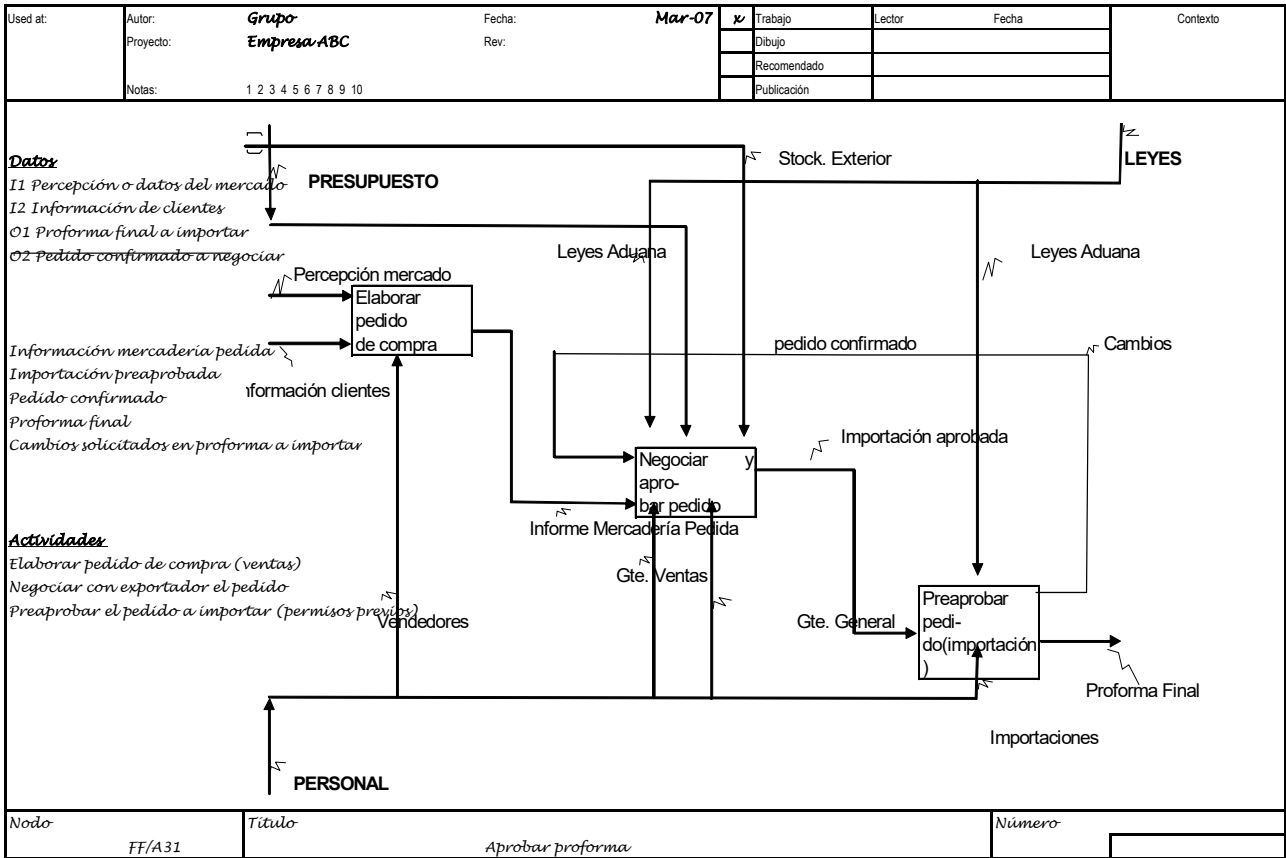 Used at:
Autor: Grupo Fecha: Mar-07 x Trabajo Lector Fecha Contexto
Proyecto: Empresa ABC Rev: Dibujo
Recomendado
Notas: 1 2 3 4 5 6 7 8 9 10 Publicación
Datos
I1 Percepción o datos del mercado
I2 Información de clientes
O1 Proforma final a importar
O2 Pedido confirmado a negociar
PRESUPUESTO
Stock. Exterior
LEYES
Leyes Aduana
Leyes Aduana
Percepción mercado
Elaborar
pedido
de compra
nformación clientes
pedido confirmado
Cambios
Información mercadería pedida
Importación preaprobada
Pedido confirmado
Proforma final
Cambios solicitados en proforma a importar
Importación aprobada
Negociar y
apro-
bar pedido
Informe Mercadería Pedida
Actividades
Elaborar pedido de compra (ventas)
Negociar con exportador el pedido
Preaprobar el pedido a importar (permisos previos)
Vendedores
Gte. Ventas
Gte. General
Preaprobar
pedi-
do(importación
)
Proforma Final
Importaciones
PERSONAL
Nodo Título Número
FF/A31 Aprobar proforma